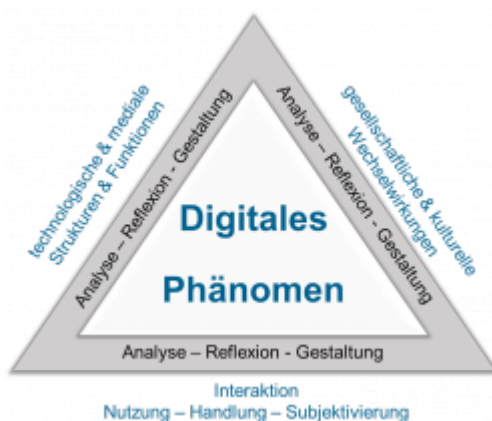 technologische & mediale
Strukturen & Funktionen
Analyse – Reflexion - Gestaltung
gesellschaftliche & kulturelle
Wechselwirkungen
Analyse – Reflexion - Gestaltung
Digitales
Phänomen
Analyse – Reflexion - Gestaltung
Interaktion
Nutzung – Handlung – Subjektivierung